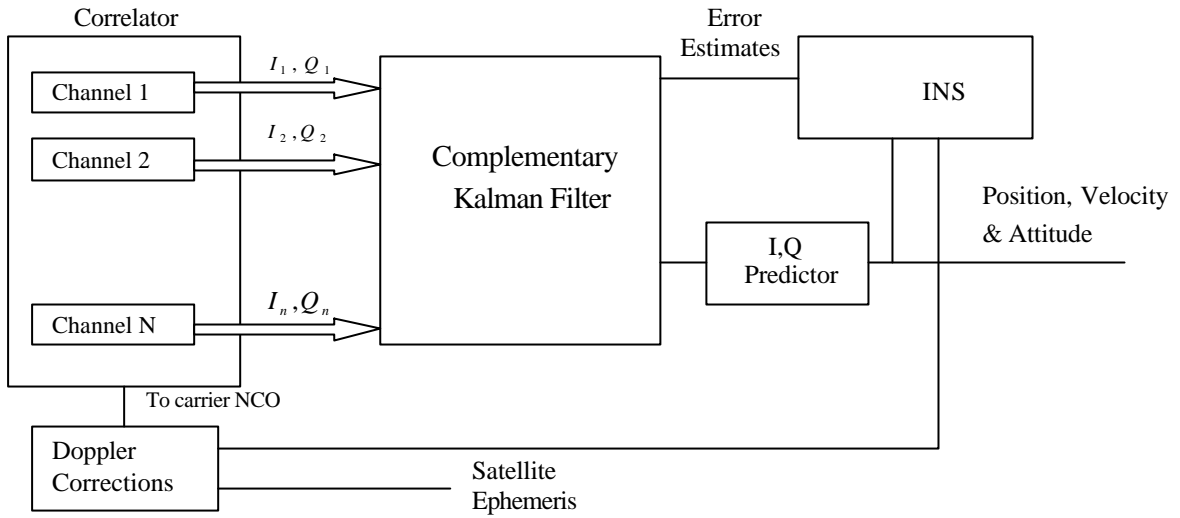 Correlator
Channel 1
Channel 2
Channel N
I1 , Q1
I2 , Q2
In ,Qn
Complementary
Kalman Filter
Error
Estimates
INS
I,Q
Predictor
Position, Velocity
& Attitude
To carrier NCO
Doppler
Corrections
Satellite
Ephemeris